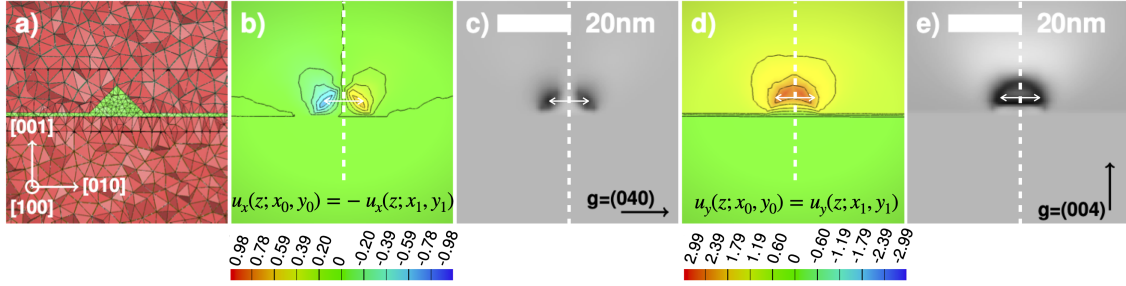 a)
[001]
[010]
[100]
b)
u_x(z; x_0, y_0) = − u_x(z; x_1, y_1)
0.98 0.78 0.59 0.39 0.20 0 -0.20 -0.39 -0.59 -0.78 -0.98
c) 20nm
g=(040)
d)
u_y(z; x_0, y_0) = u_y(z; x_1, y_1)
2.99 2.39 1.79 1.19 0.60 0 -0.60 -1.19 -1.79 -2.39 -2.99
e) 20nm
g=(004)